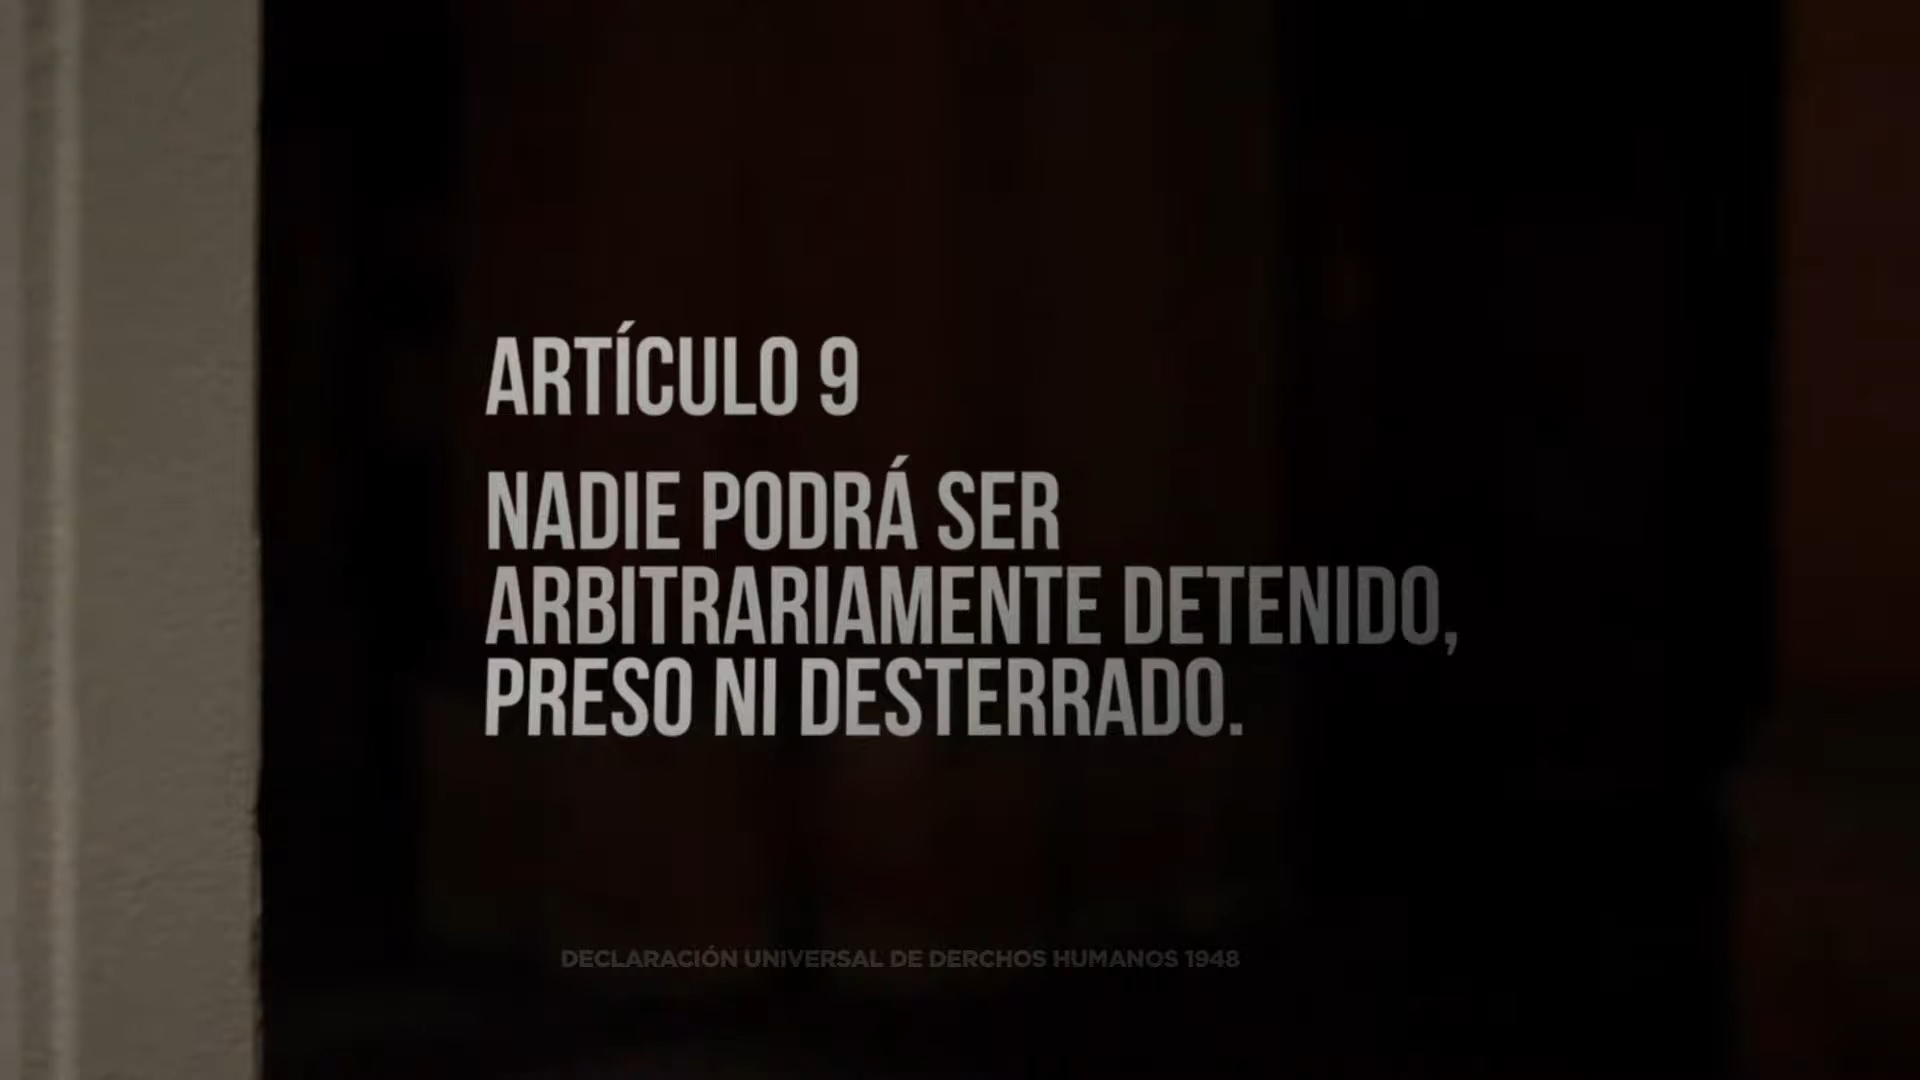 ARTÍCULO 9
NADIE PODRÁ SER
ARBITRARIAMENTE DETENIDO,
PRESO NI DESTERRADO.
DECLARACIÓN UNIVERSAL DE DERCHOS HUMANOS 1948